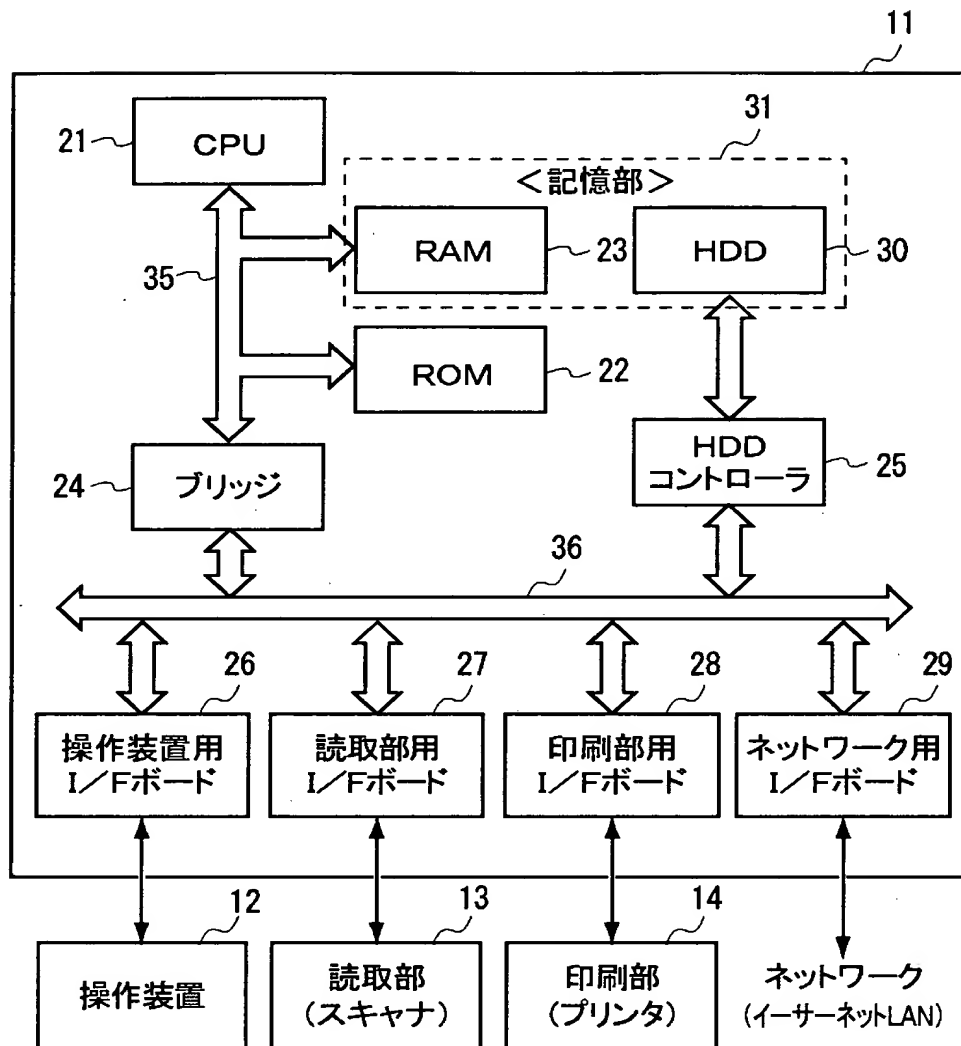 11
21
CPU
31
<記憶部>
RAM
23
HDD
30
35
ROM
22
24
ブリッジ
HDD
コントローラ
25
36
26
27
28
29
操作装置用
I/Fボード
読取部用
I/Fボード
印刷部用
I/Fボード
ネットワーク用
I/Fボード
12
13
14
操作装置
読取部
(スキャナ)
印刷部
(プリンタ)
ネットワーク
(イーサーネットLAN)